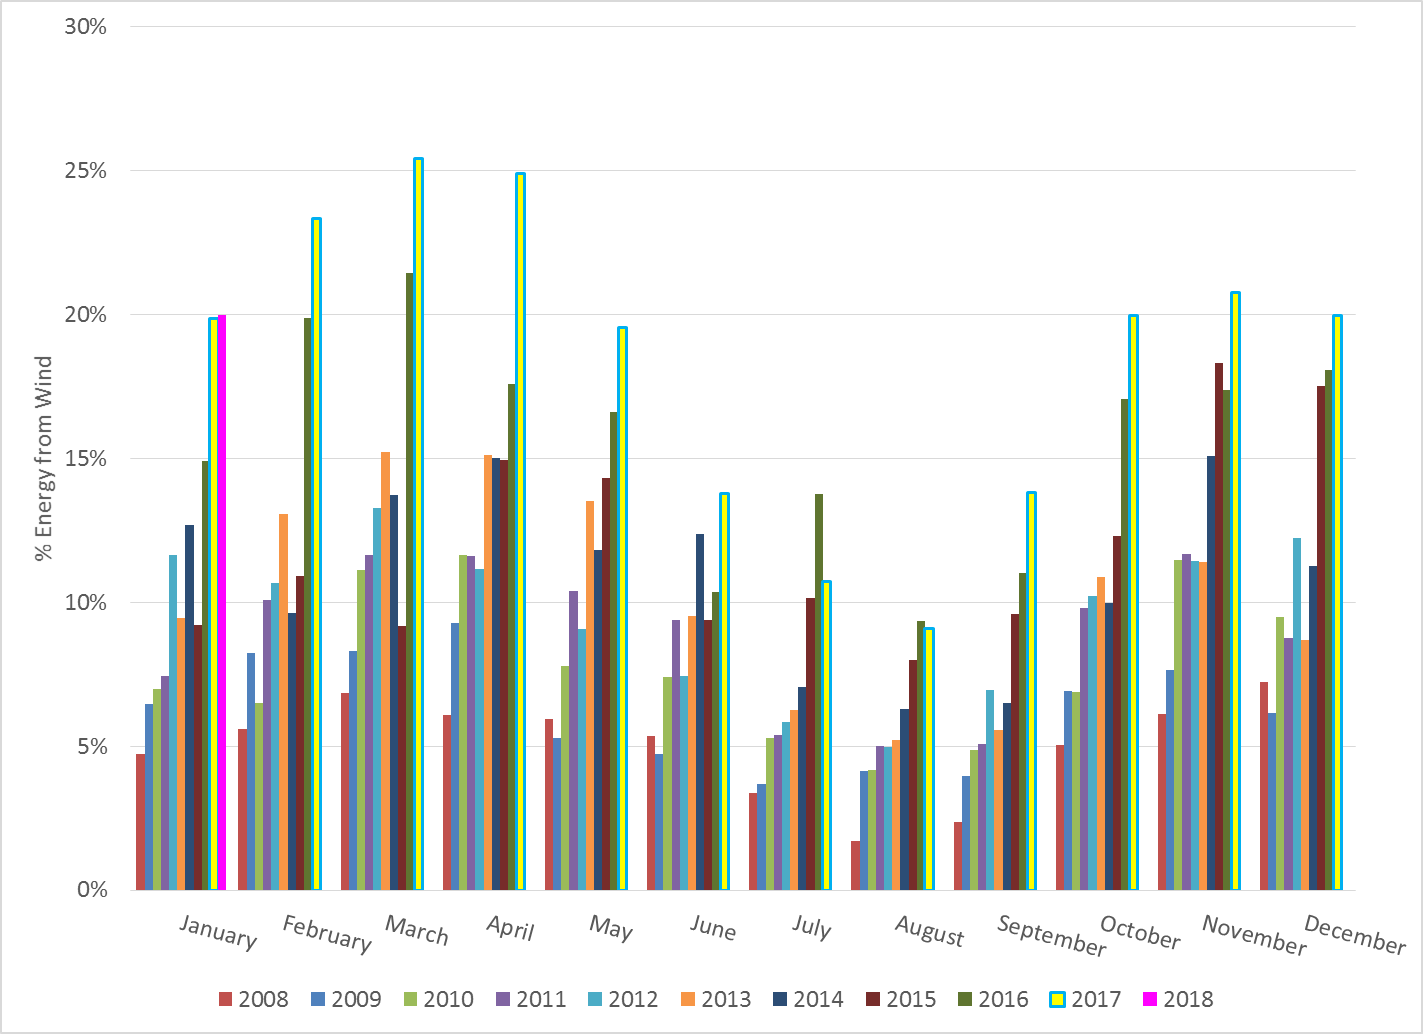 30%
25%
20%
15%
10%
5%
0%
% Energy from Wind
January February March April May June July August September October November December
2008 2009 2010 2011 2012 2013 2014 2015 2016 2017 2018